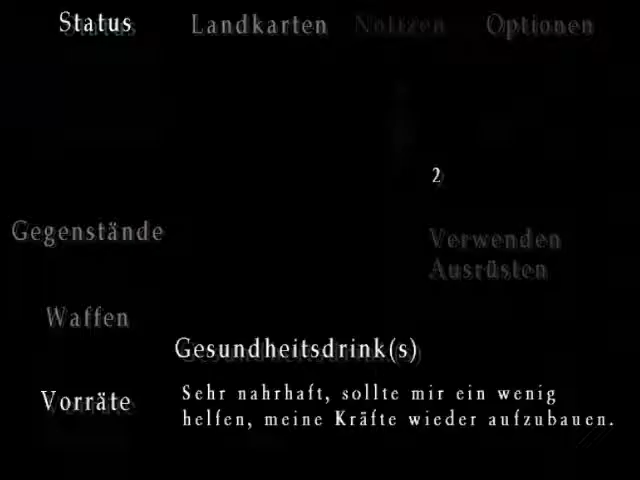 Status Landkarten Notizen Optionen
2
Gegenstände
Verwenden
Ausrüsten
Waffen
Gesundheitsdrink(s)
Vorräte
Sehr nahrhaft, sollte mir ein wenig
helfen, meine Kräfte wieder aufzubauen.